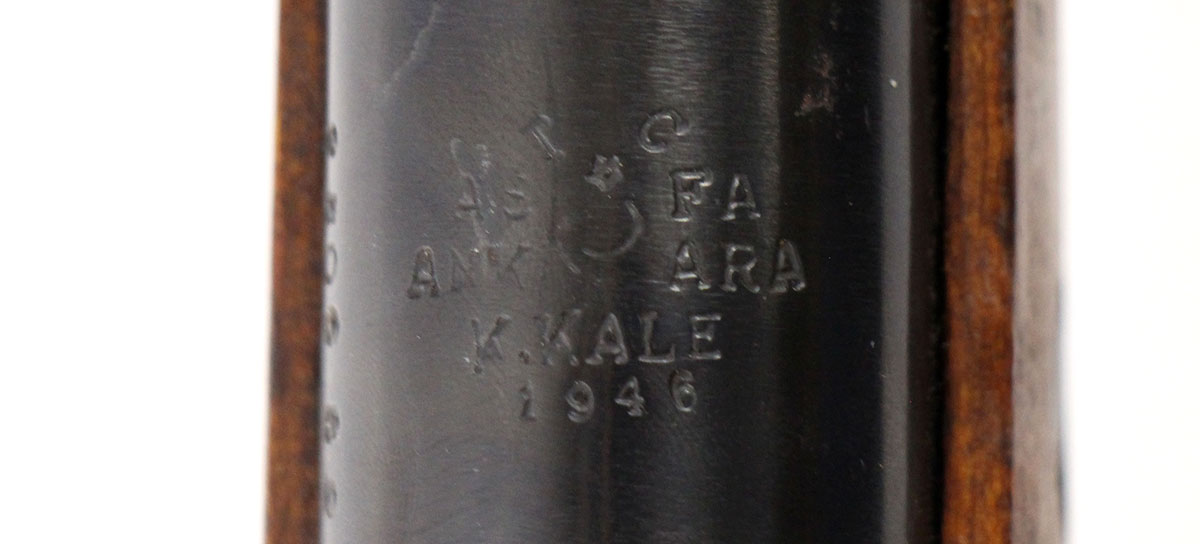 T C
AS FA
ANK ARA
K.KALE
1946